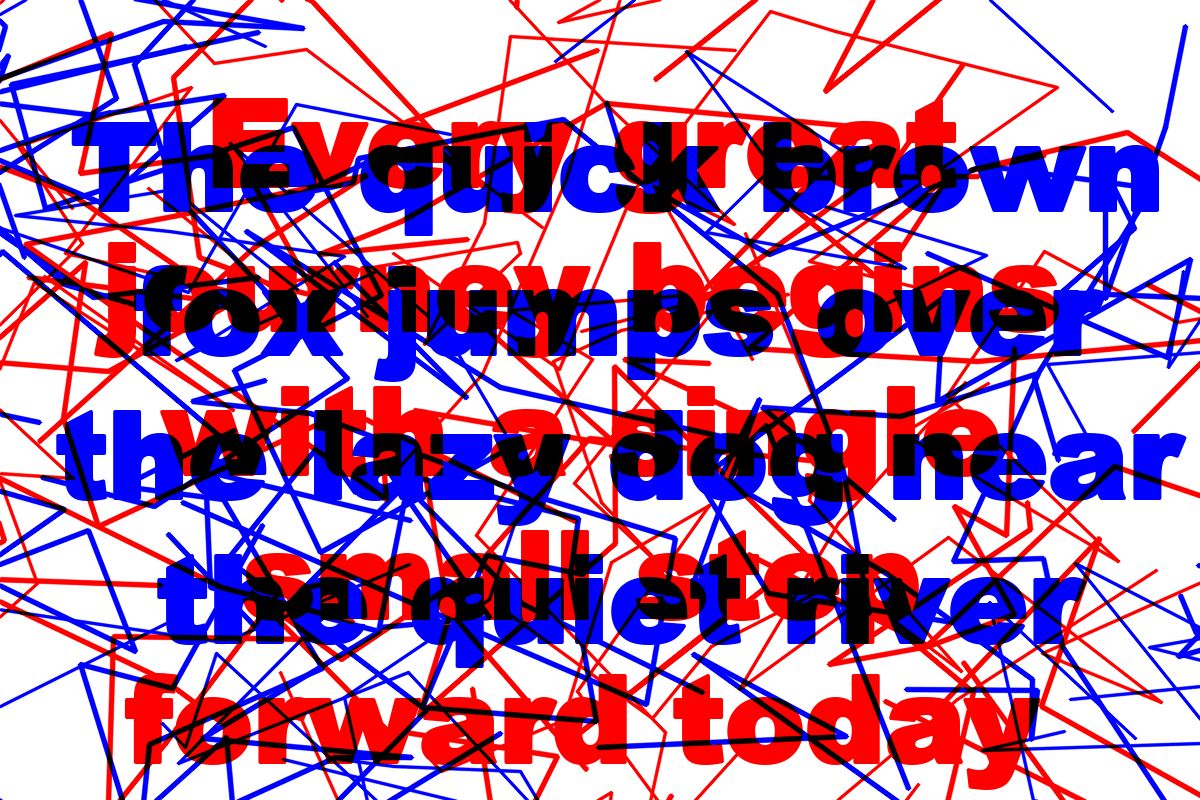 Every great
The quick brown
journey begins
fox jumps over
with a single
the lazy dog near
small step
the quiet river
forward today